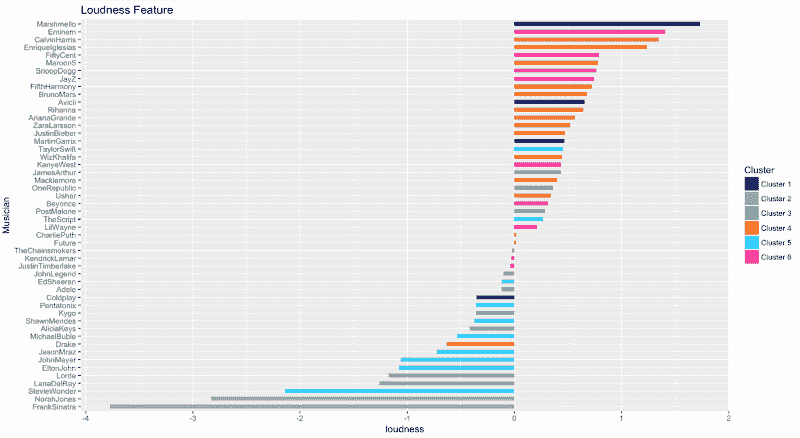 Loudness Feature
Musician
Marshmello
Eminem
CalvinHarris
EnriqueIglesias
FiftyCent
Maroon5
SnoopDogg
JayZ
FifthHarmony
BrunoMars
Avicii
Rihanna
ArianaGrande
ZaraLarsson
JustinBieber
MartinGarrix
TaylorSwift
WizKhalifa
KanyeWest
JamesArthur
Macklemore
OneRepublic
Usher
Beyonce
PostMalone
TheScript
LilWayne
CharliePuth
Future
TheChainsmokers
KendrickLamar
JustinTimberlake
JohnLegend
EdSheeran
Adele
Coldplay
Pentatonix
Kygo
ShawnMendes
AliciaKeys
MichaelBuble
Drake
JasonMraz
JohnMayer
EltonJohn
Lorde
LanaDelRay
StevieWonder
NorahJones
FrankSinatra
-4 -3 -2 -1 0 1 2
loudness
Cluster
Cluster 1
Cluster 2
Cluster 3
Cluster 4
Cluster 5
Cluster 6